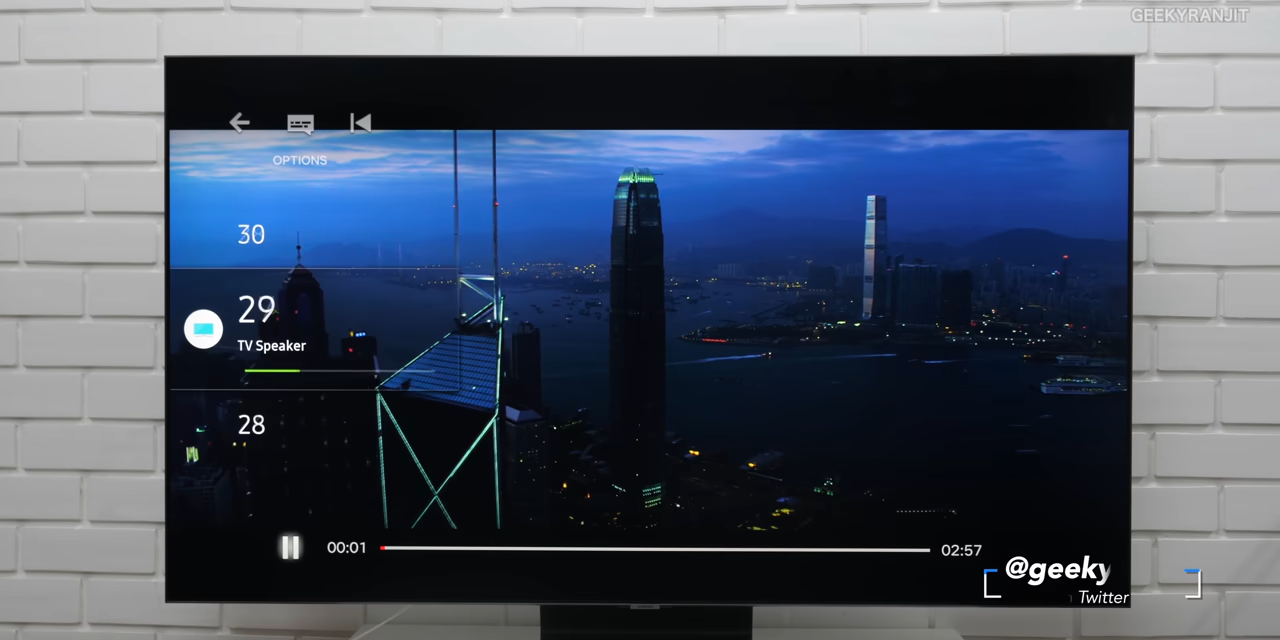 GEEKYRANJIT
OPTIONS
30
29
TV Speaker
28
00:01
02:57
@geeky
Twitter